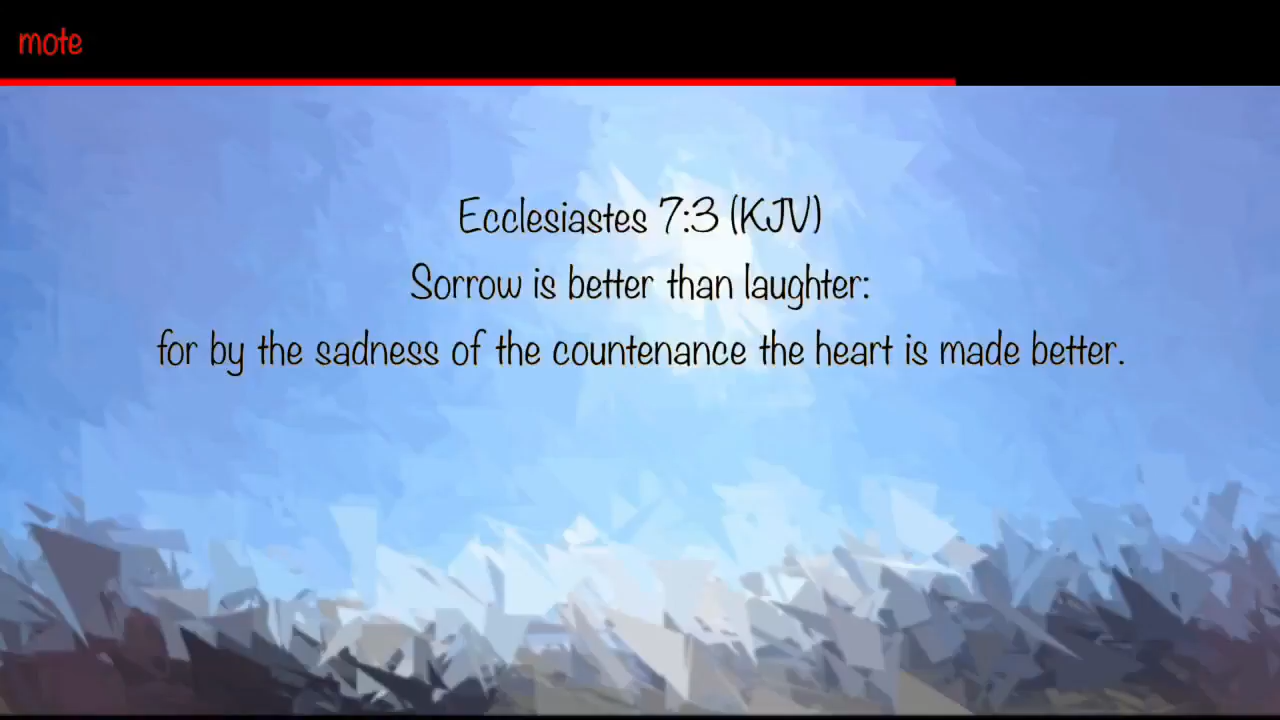 mote
Ecclesiastes 7:3 (KJV)
Sorrow is better than laughter:
for by the sadness of the countenance the heart is made better.